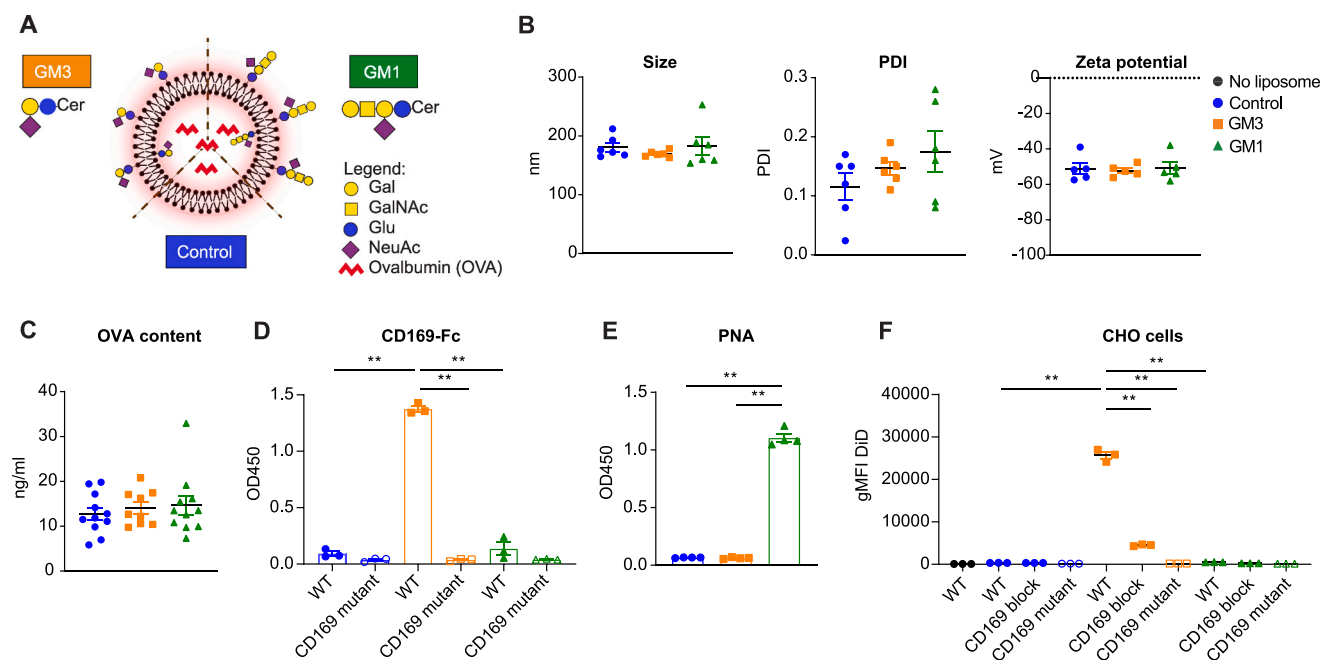 A
GM3
Cer
GM1
Cer
Legend:
Gal
GalNAc
Glu
NeuAc
Ovalbumin (OVA)
Control
B
Size
300
200
100
0
nm
PDI
0.3
0.2
0.1
0.0
PDI
Zeta potential
0
-20
-40
-60
-80
-100
mV
No liposome
Control
GM3
GM1
C
OVA content
40
30
20
10
0
ng/ml
D
CD169-Fc
** **
**
1.5
1.0
0.5
0.0
OD450
WT
CD169 mutant
WT
CD169 mutant
WT
CD169 mutant
E
PNA
**
**
1.5
1.0
0.5
0.0
OD450
F
CHO cells
**
** **
**
40000
30000
20000
10000
0
gMFI DiD
WT
WT
CD169 block
CD169 mutant
WT
CD169 block
CD169 mutant
WT
CD169 block
CD169 mutant